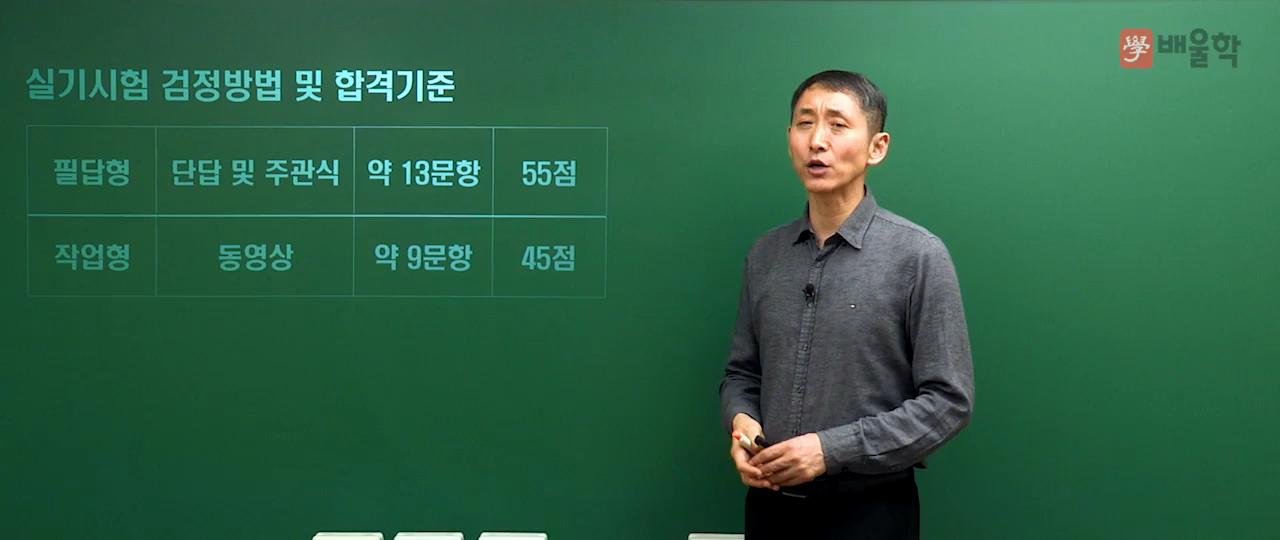 學 배울학
실기시험 검정방법 및 합격기준
필답형 단답 및 주관식 약 13문항 55점
작업형 동영상 약 9문항 45점